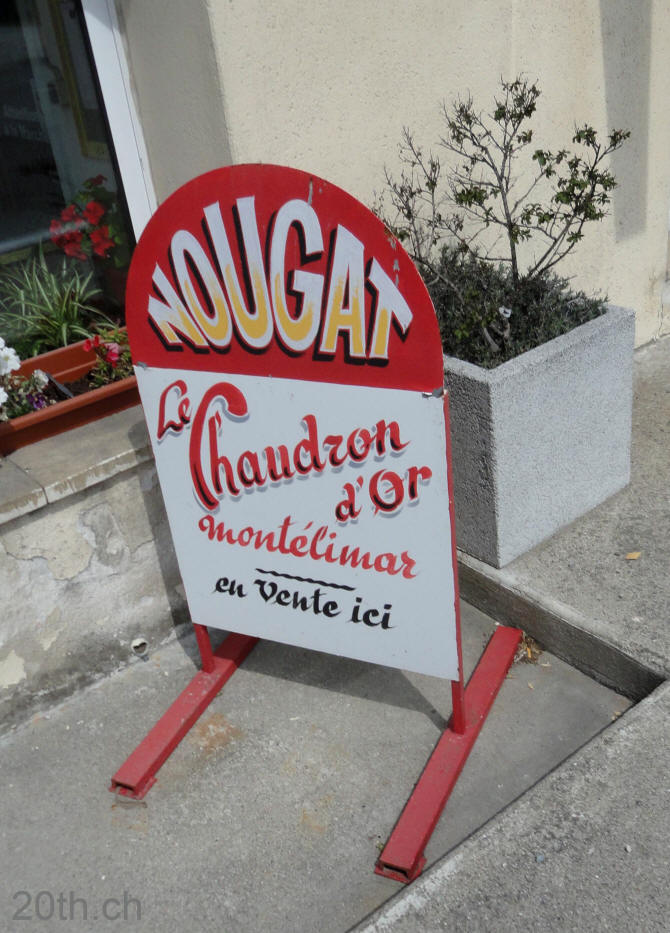 NOUGAT
Le Chaudron
d'Or
Montélimar
en Vente ici
20th.ch